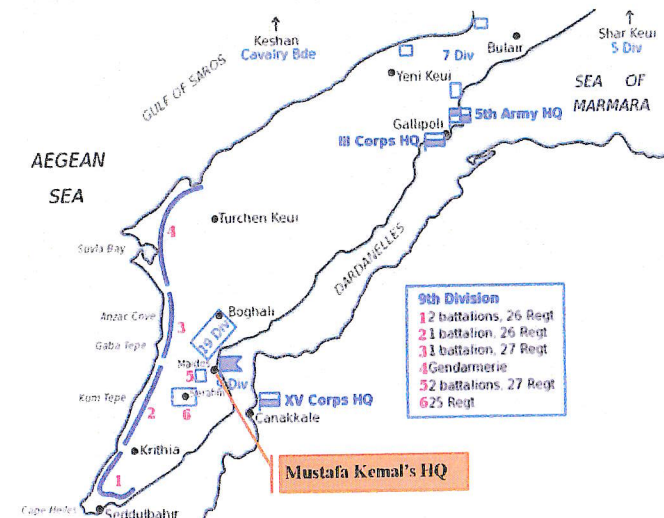 Keshan
Cavalry Bde
Shar Keui
5 Div
Bulair
7 Div
Yeni Keui
GULF OF SAROS
SEA OF
MARMARA
5th Army HQ
Gallipoli
III Corps HQ
AEGEAN
SEA
4
Turchen Keui
Suvla Bay
DARDANELLES
Anzac Cove
Boghali
3
19 Div
Gaba Tepe
Maidos
5
9 Div
Kum Tepe
2
6
XV Corps HQ
Canakkale
Krithia
1
Cape Helles
Seddulbahir
9th Division
1 2 battalions, 26 Regt
2 1 battalion, 26 Regt
3 1 battalion, 27 Regt
4 Gendarmerie
5 2 battalions, 27 Regt
6 25 Regt
Mustafa Kemal's HQ